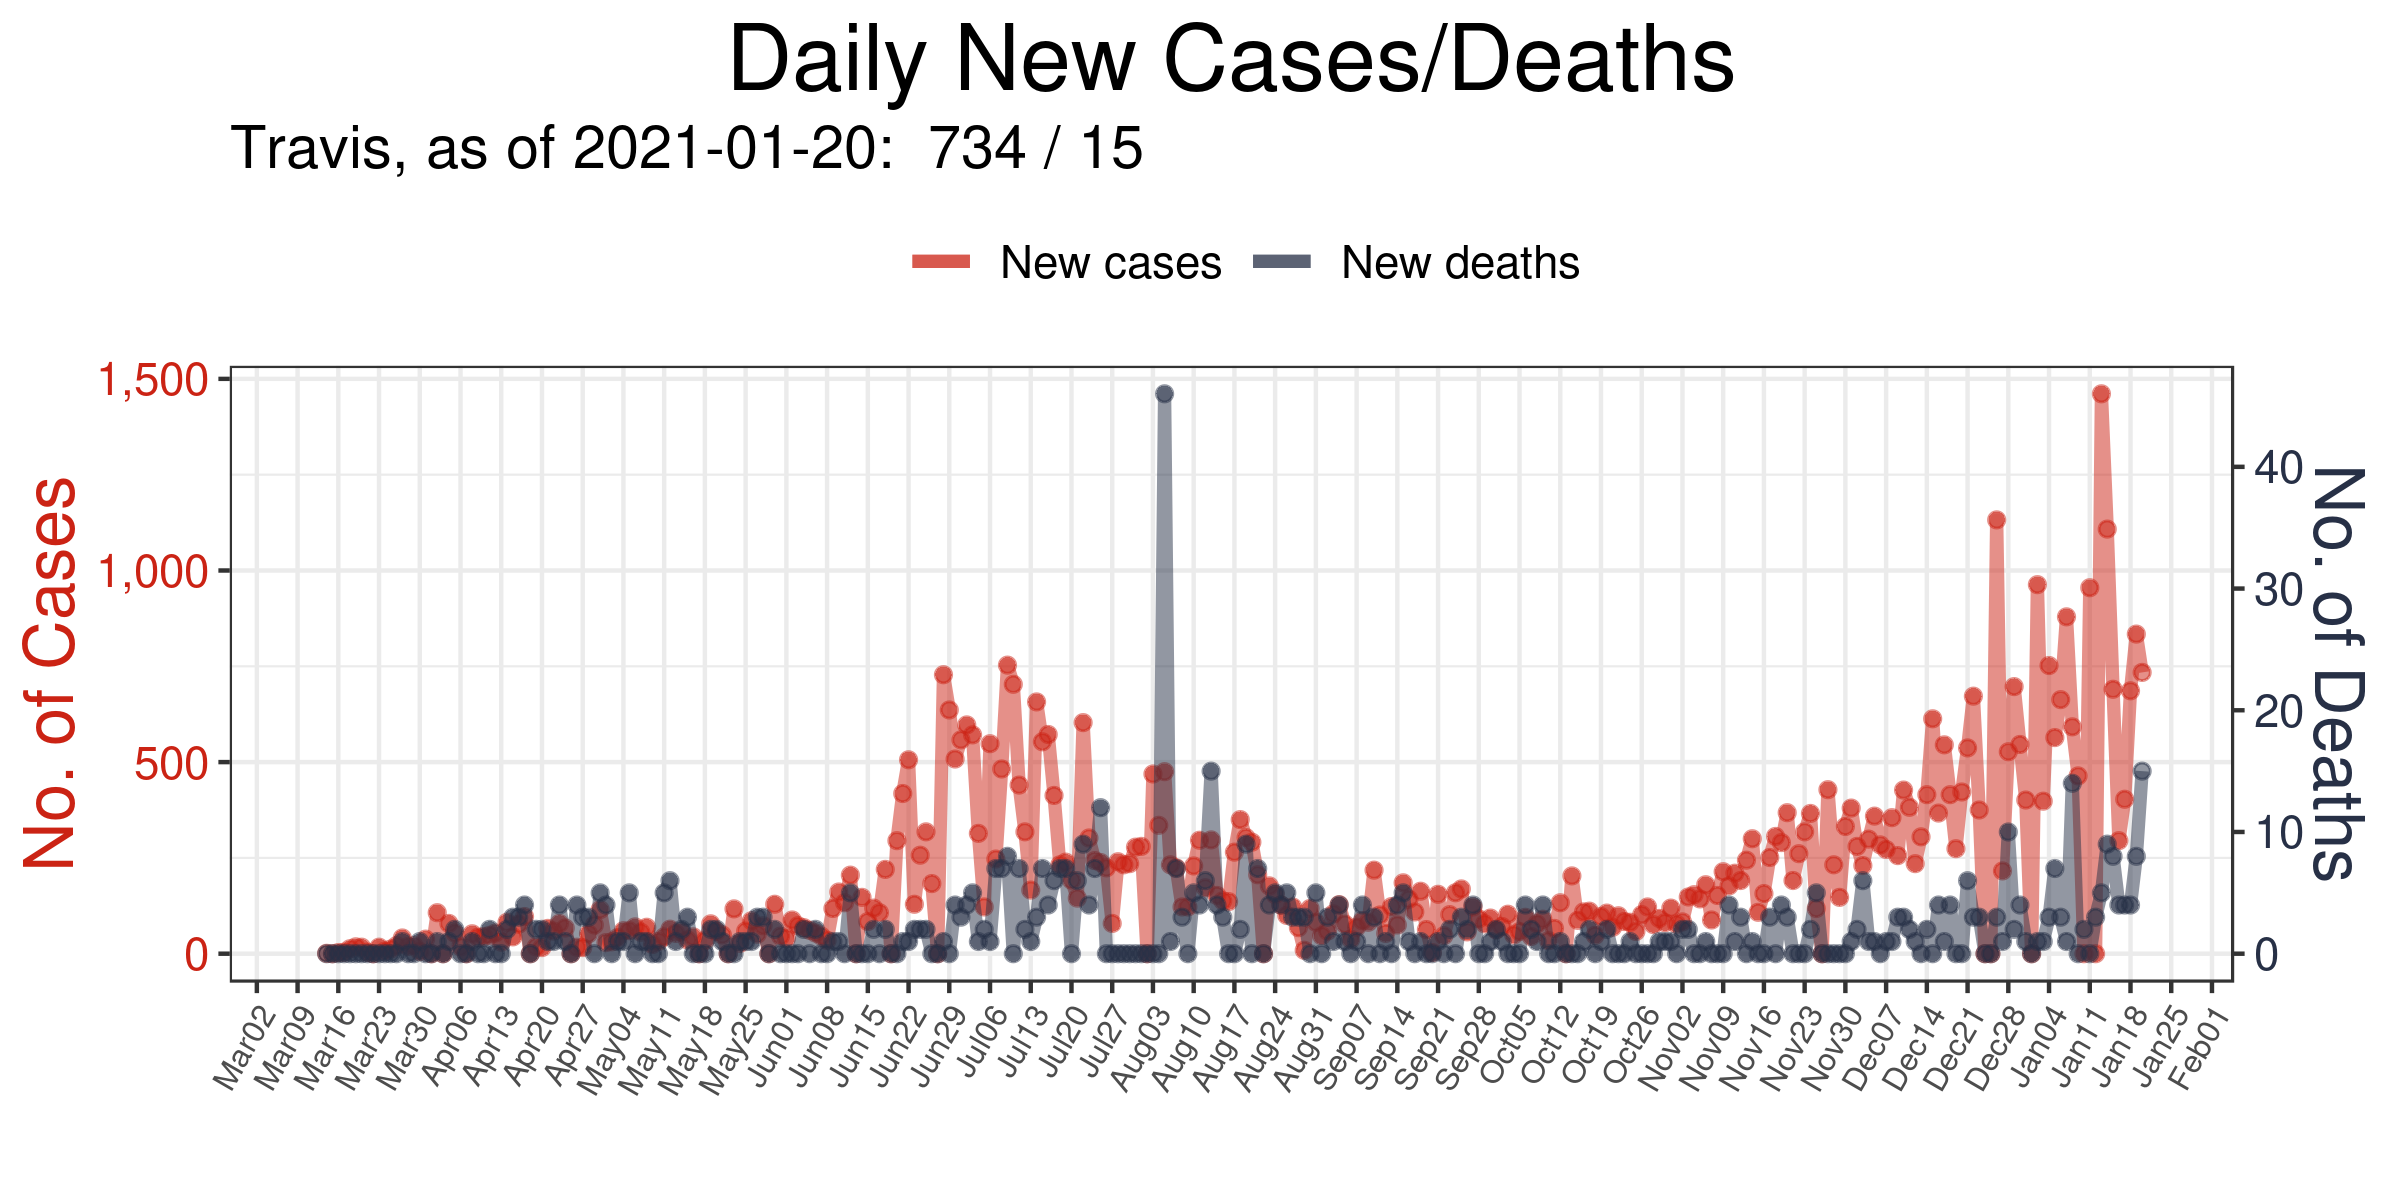 Daily New Cases/Deaths
Travis, as of 2021-01-20:  734 / 15
New cases
New deaths
No. of Cases
1,500
1,000
500
0
No. of Deaths
40
30
20
10
0
Mar02
Mar09
Mar16
Mar23
Mar30
Apr06
Apr13
Apr20
Apr27
May04
May11
May18
May25
Jun01
Jun08
Jun15
Jun22
Jun29
Jul06
Jul13
Jul20
Jul27
Aug03
Aug10
Aug17
Aug24
Aug31
Sep07
Sep14
Sep21
Sep28
Oct05
Oct12
Oct19
Oct26
Nov02
Nov09
Nov16
Nov23
Nov30
Dec07
Dec14
Dec21
Dec28
Jan04
Jan11
Jan18
Jan25
Feb01